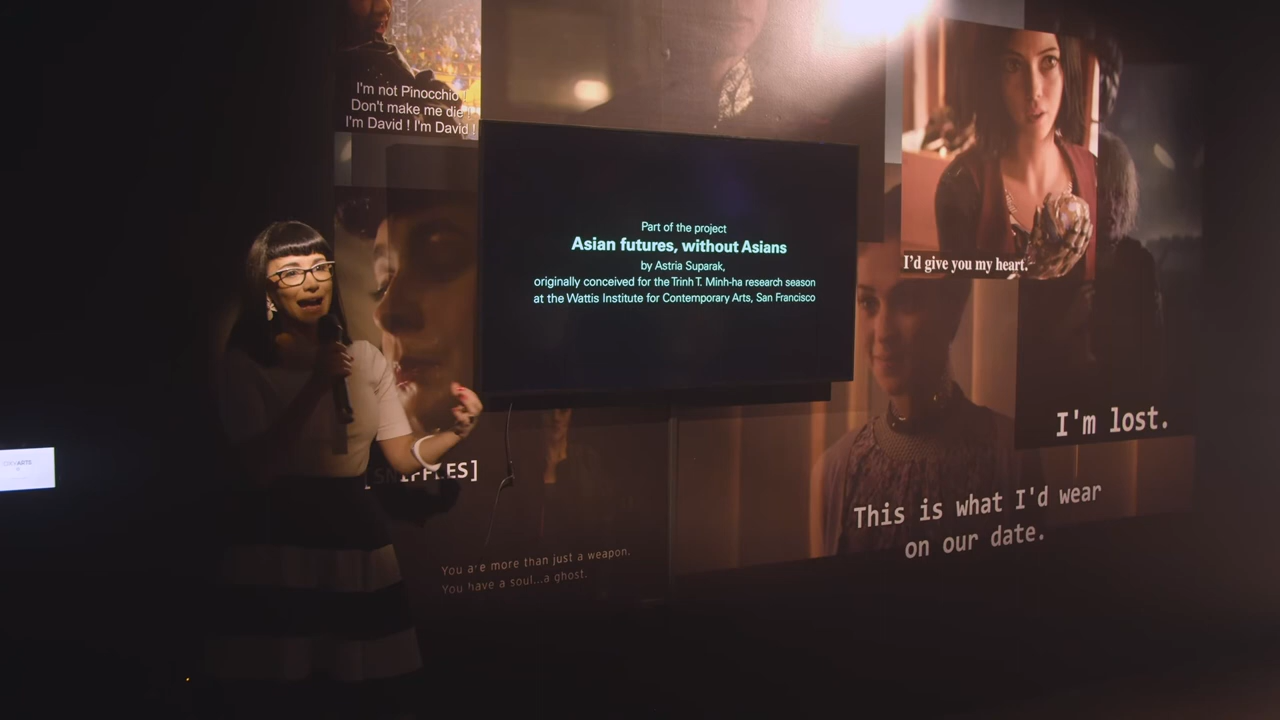 I'm not Pinocchio !
Don't make me die !
I'm David ! I'm David !
Part of the project
Asian futures, without Asians
by Astria Suparak,
originally conceived for the Trinh T. Minh-ha research season
at the Wattis Institute for Contemporary Arts, San Francisco
I'd give you my heart.
I'm lost.
[SNIFFLES]
This is what I'd wear
on our date.
You are more than just a weapon.
You have a soul...a ghost.